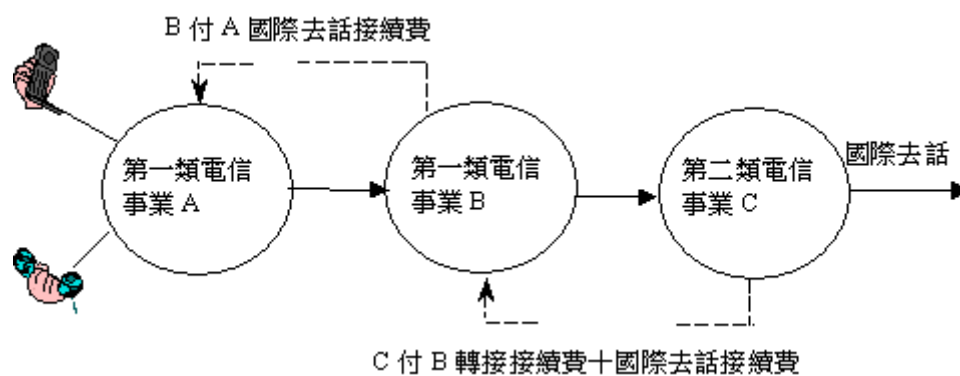 B 付 A 國際去話接續費
第一類電信
事業 A
第一類電信
事業 B
第二類電信
事業 C
國際去話
C 付 B 轉接接續費十國際去話接續費